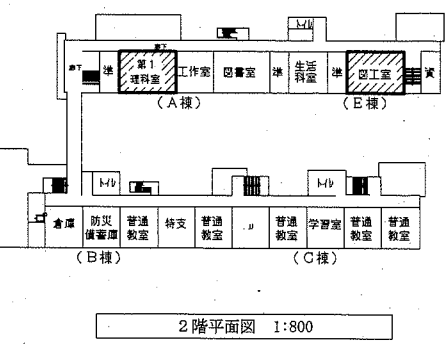 トイレ
廊下
廊下
準
第1
理科室
工作室
図書室
準
生活
科室
準
図工室
資
(A棟)
(E棟)
トイレ
トイレ
倉庫
防災
備蓄庫
普通
教室
特支
普通
教室
普通
教室
学習室
普通
教室
普通
教室
(B棟)
(C棟)
2階平面図 1:800